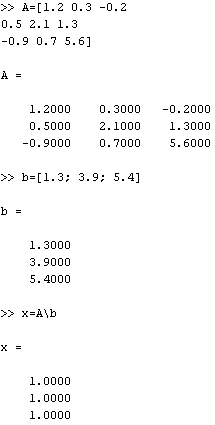 >> A=[1.2 0.3 -0.2
0.5 2.1 1.3
-0.9 0.7 5.6]
A =
1.2000 0.3000 -0.2000
0.5000 2.1000 1.3000
-0.9000 0.7000 5.6000
>> b=[1.3; 3.9; 5.4]
b =
1.3000
3.9000
5.4000
>> x=A\b
x =
1.0000
1.0000
1.0000